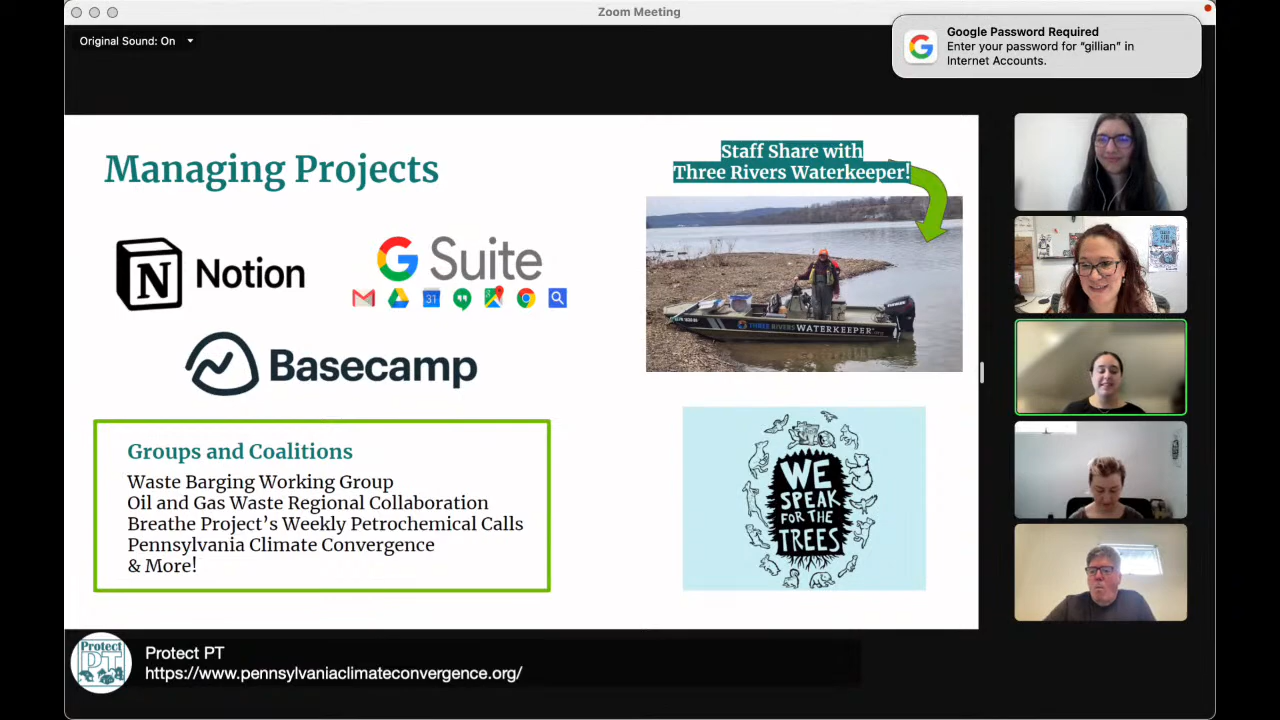 Zoom Meeting
Original Sound: On
Google Password Required
Enter your password for “gillian” in
Internet Accounts.
Managing Projects
Staff Share with
Three Rivers Waterkeeper!
N Notion
G Suite
31
Basecamp
THREE RIVERS WATERKEEPER
Groups and Coalitions
Waste Barging Working Group
Oil and Gas Waste Regional Collaboration
Breathe Project’s Weekly Petrochemical Calls
Pennsylvania Climate Convergence
& More!
WE
SPEAK
FOR THE
TREES
Protect
PT
Protect PT
https://www.pennsylvaniaclimateconvergence.org/